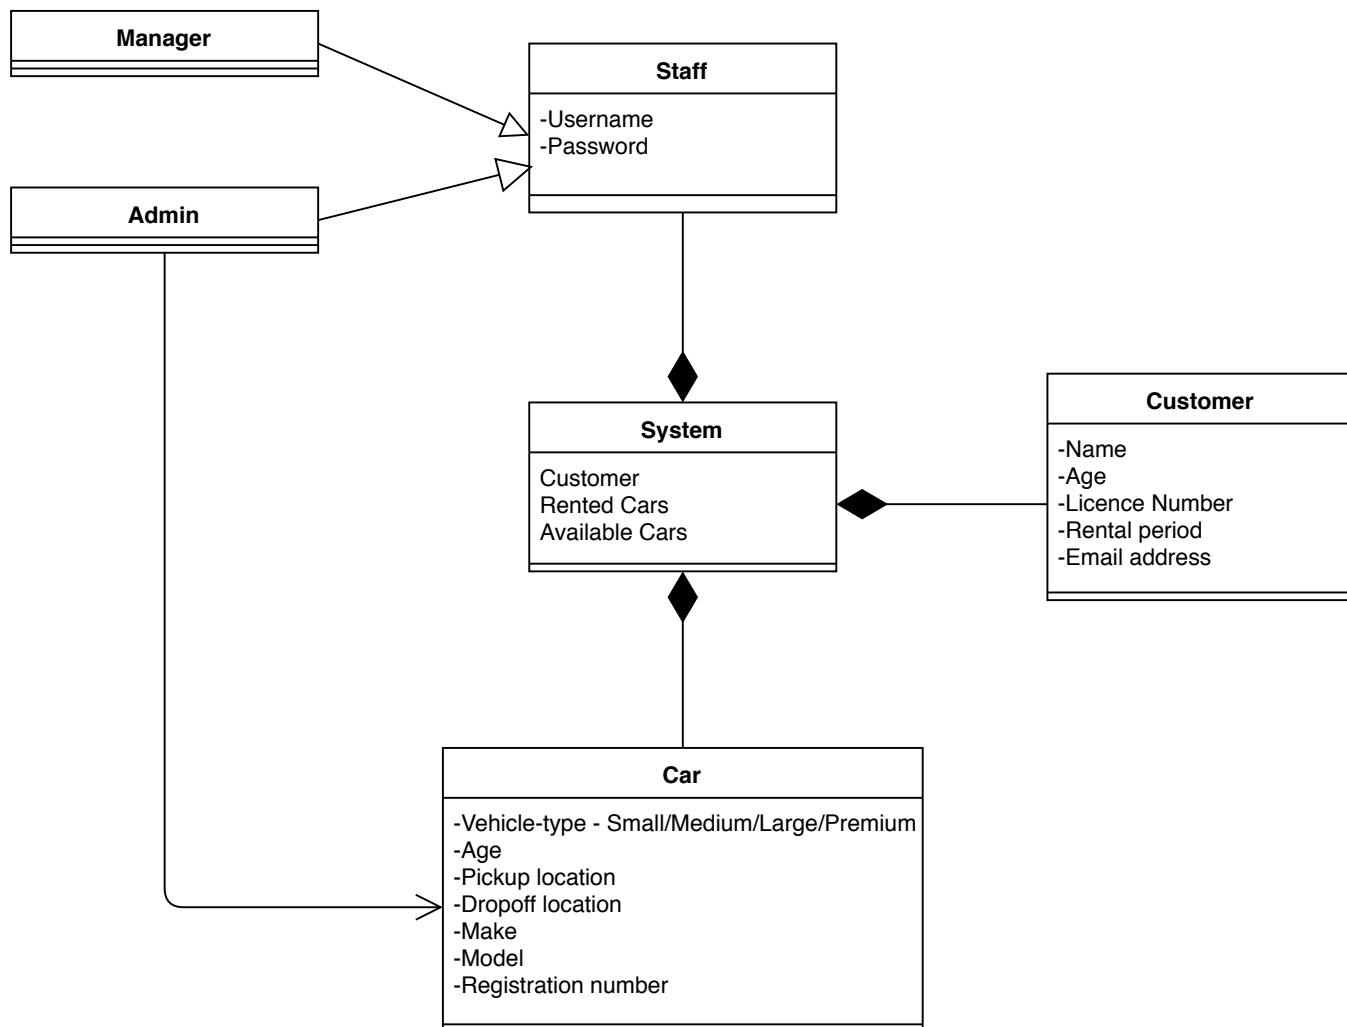 Manager
Staff
-Username
-Password
Admin
System
Customer
Rented Cars
Available Cars
Customer
-Name
-Age
-Licence Number
-Rental period
-Email address
Car
-Vehicle-type - Small/Medium/Large/Premium
-Age
-Pickup location
-Dropoff location
-Make
-Model
-Registration number